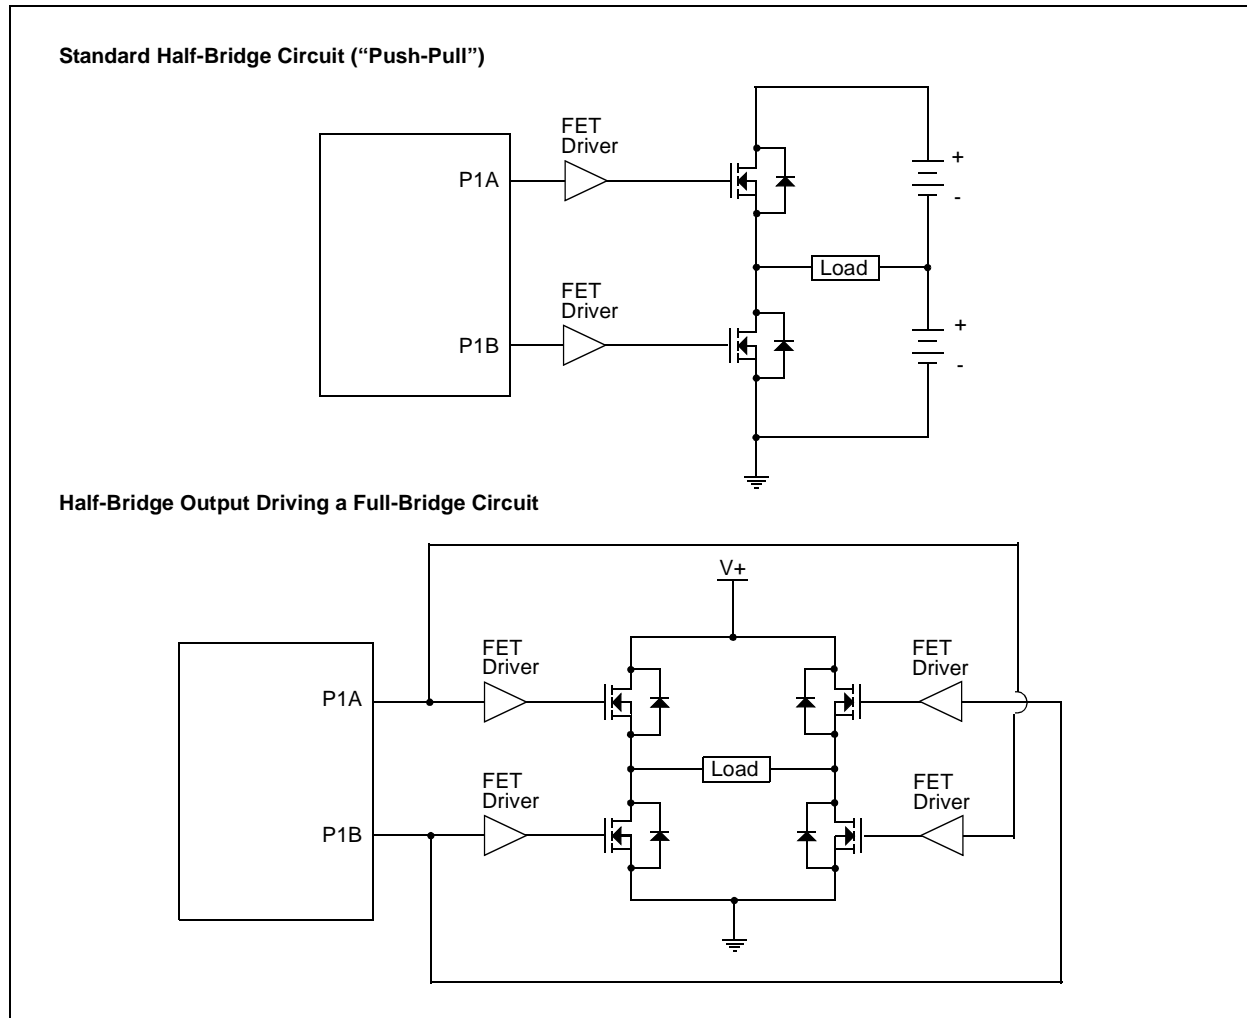 Standard Half-Bridge Circuit (“Push-Pull”)
FET
Driver
P1A
+
-
Load
FET
Driver
P1B
+
-
Half-Bridge Output Driving a Full-Bridge Circuit
V+
FET
Driver
FET
Driver
P1A
Load
FET
Driver
FET
Driver
P1B